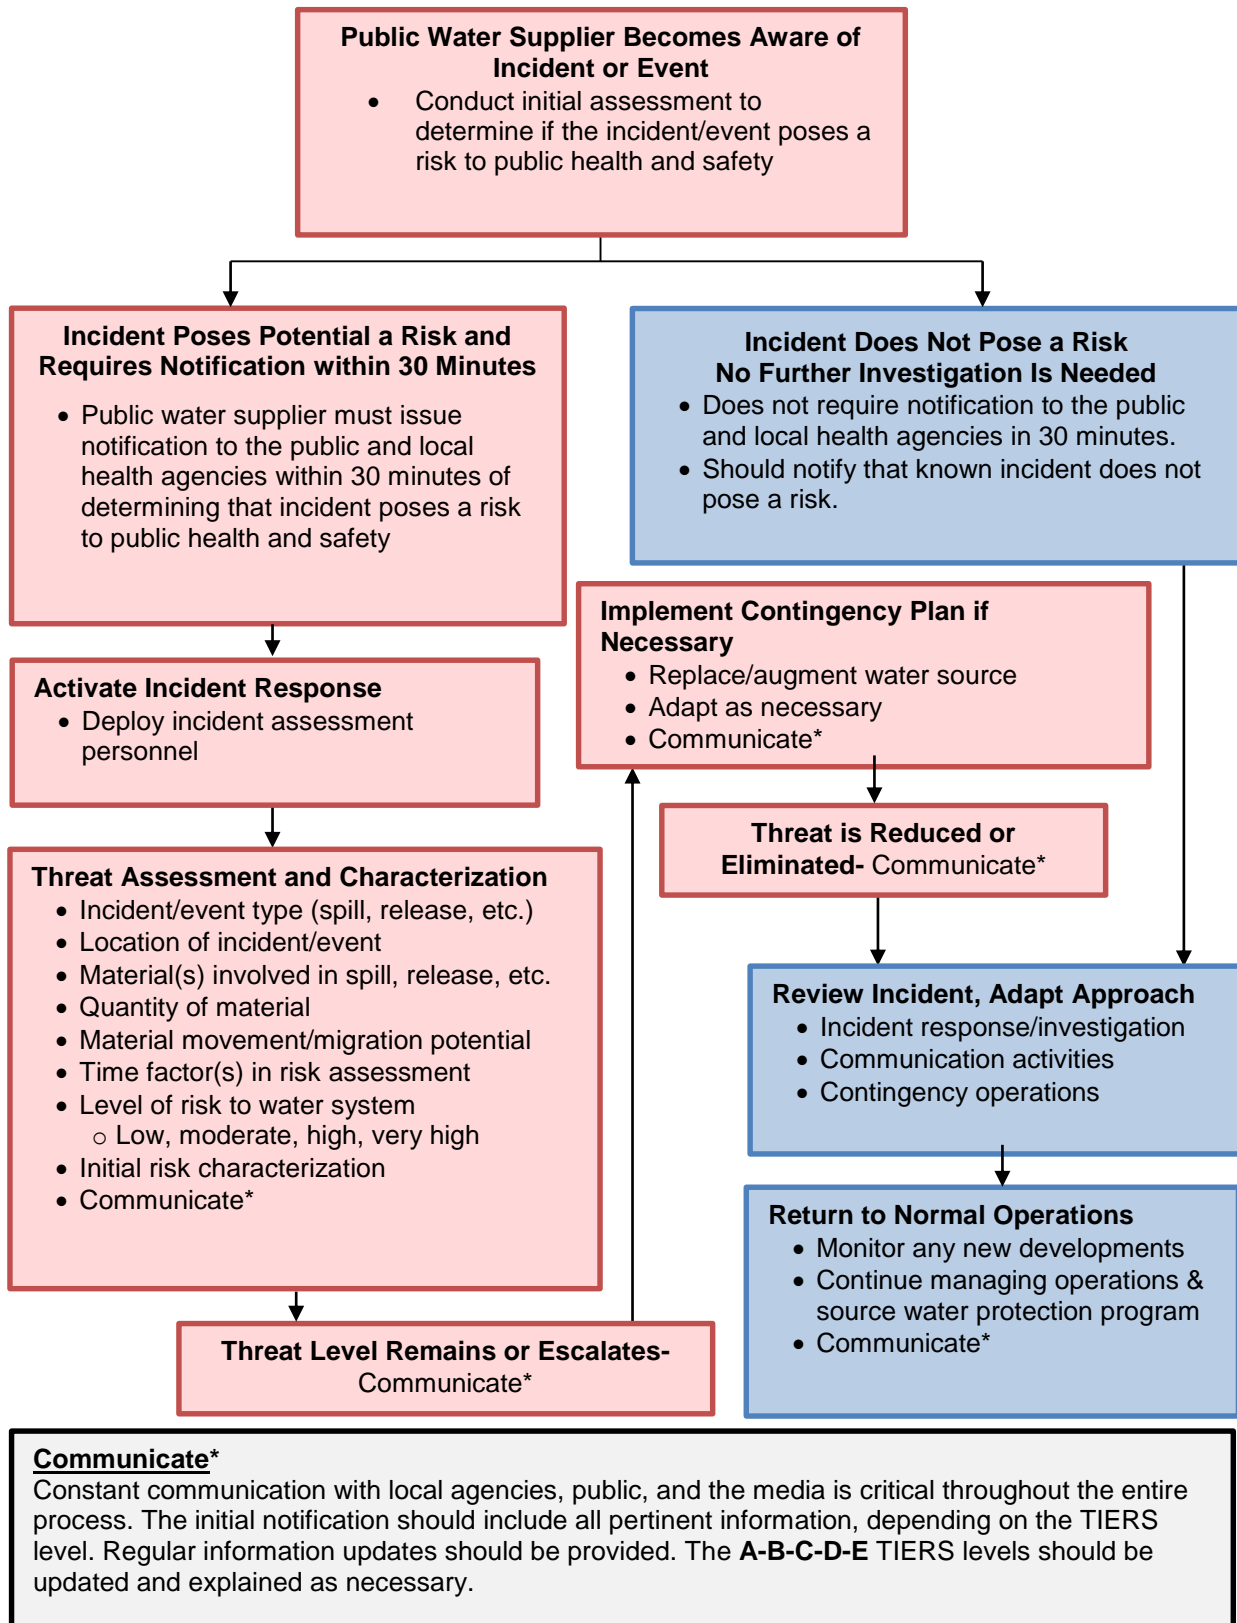 Public Water Supplier Becomes Aware of
Incident or Event
• Conduct initial assessment to
determine if the incident/event poses a
risk to public health and safety
Incident Poses Potential a Risk and
Requires Notification within 30 Minutes
• Public water supplier must issue
notification to the public and local
health agencies within 30 minutes of
determining that incident poses a risk
to public health and safety
Incident Does Not Pose a Risk
No Further Investigation Is Needed
• Does not require notification to the public
and local health agencies in 30 minutes.
• Should notify that known incident does not
pose a risk.
Activate Incident Response
• Deploy incident assessment
personnel
Threat Assessment and Characterization
• Incident/event type (spill, release, etc.)
• Location of incident/event
• Material(s) involved in spill, release, etc.
• Quantity of material
• Material movement/migration potential
• Time factor(s) in risk assessment
• Level of risk to water system
o Low, moderate, high, very high
• Initial risk characterization
• Communicate*
Threat Level Remains or Escalates-
Communicate*
Implement Contingency Plan if
Necessary
• Replace/augment water source
• Adapt as necessary
• Communicate*
Threat is Reduced or
Eliminated- Communicate*
Review Incident, Adapt Approach
• Incident response/investigation
• Communication activities
• Contingency operations
Return to Normal Operations
• Monitor any new developments
• Continue managing operations &
source water protection program
• Communicate*
Communicate*
Constant communication with local agencies, public, and the media is critical throughout the entire
process. The initial notification should include all pertinent information, depending on the TIERS
level. Regular information updates should be provided. The A-B-C-D-E TIERS levels should be
updated and explained as necessary.